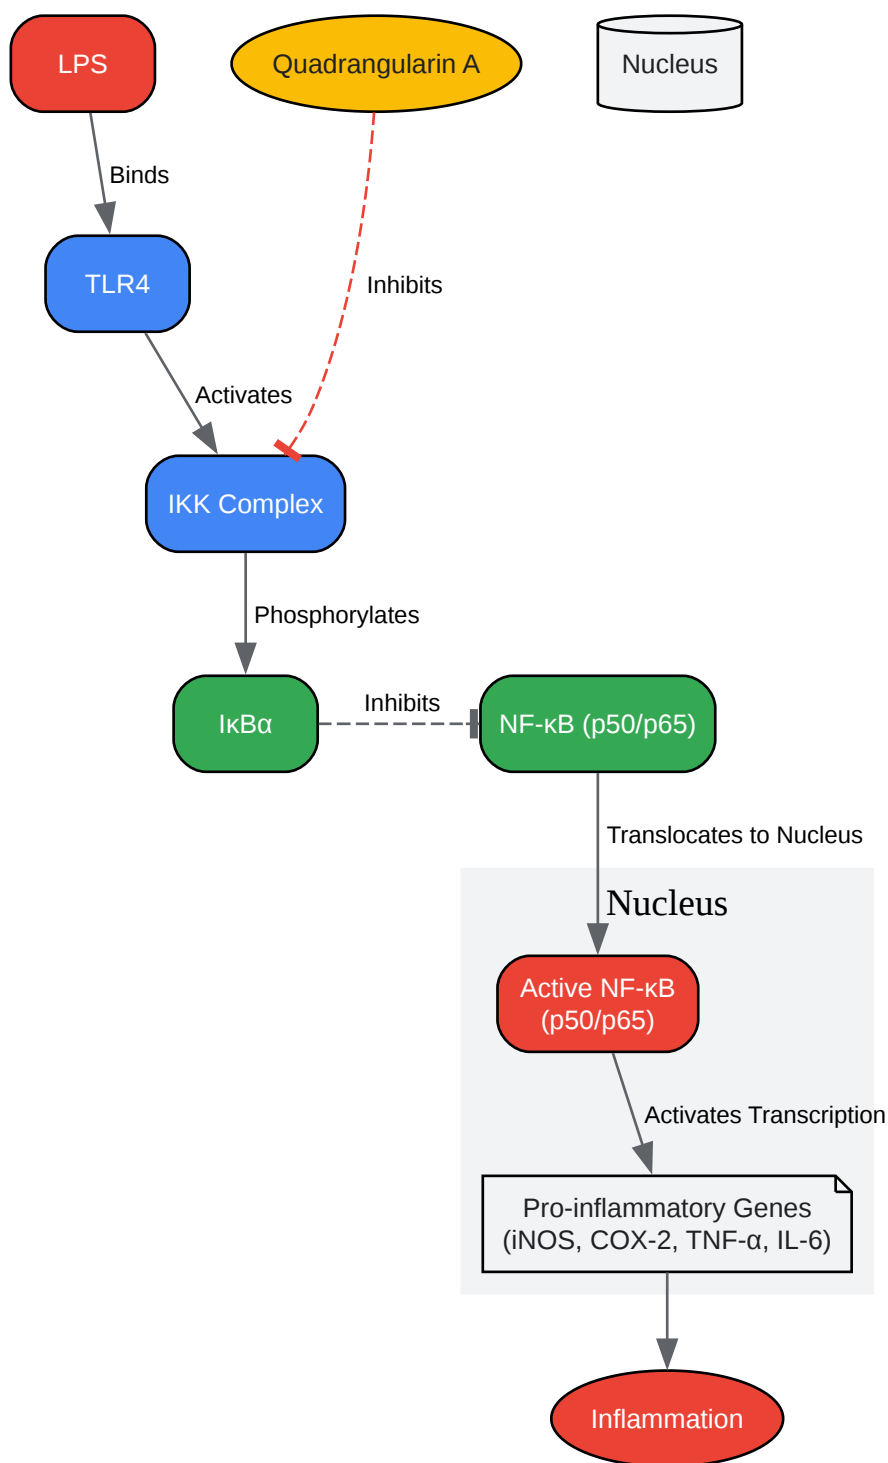 LPS
Quadrangularin A
Nucleus
Binds
TLR4
Inhibits
Activates
IKK Complex
Phosphorylates
IκBα
Inhibits
NF-κB (p50/p65)
Translocates to Nucleus
Nucleus
Active NF-κB
(p50/p65)
Activates Transcription
Pro-inflammatory Genes
(iNOS, COX-2, TNF-α, IL-6)
Inflammation